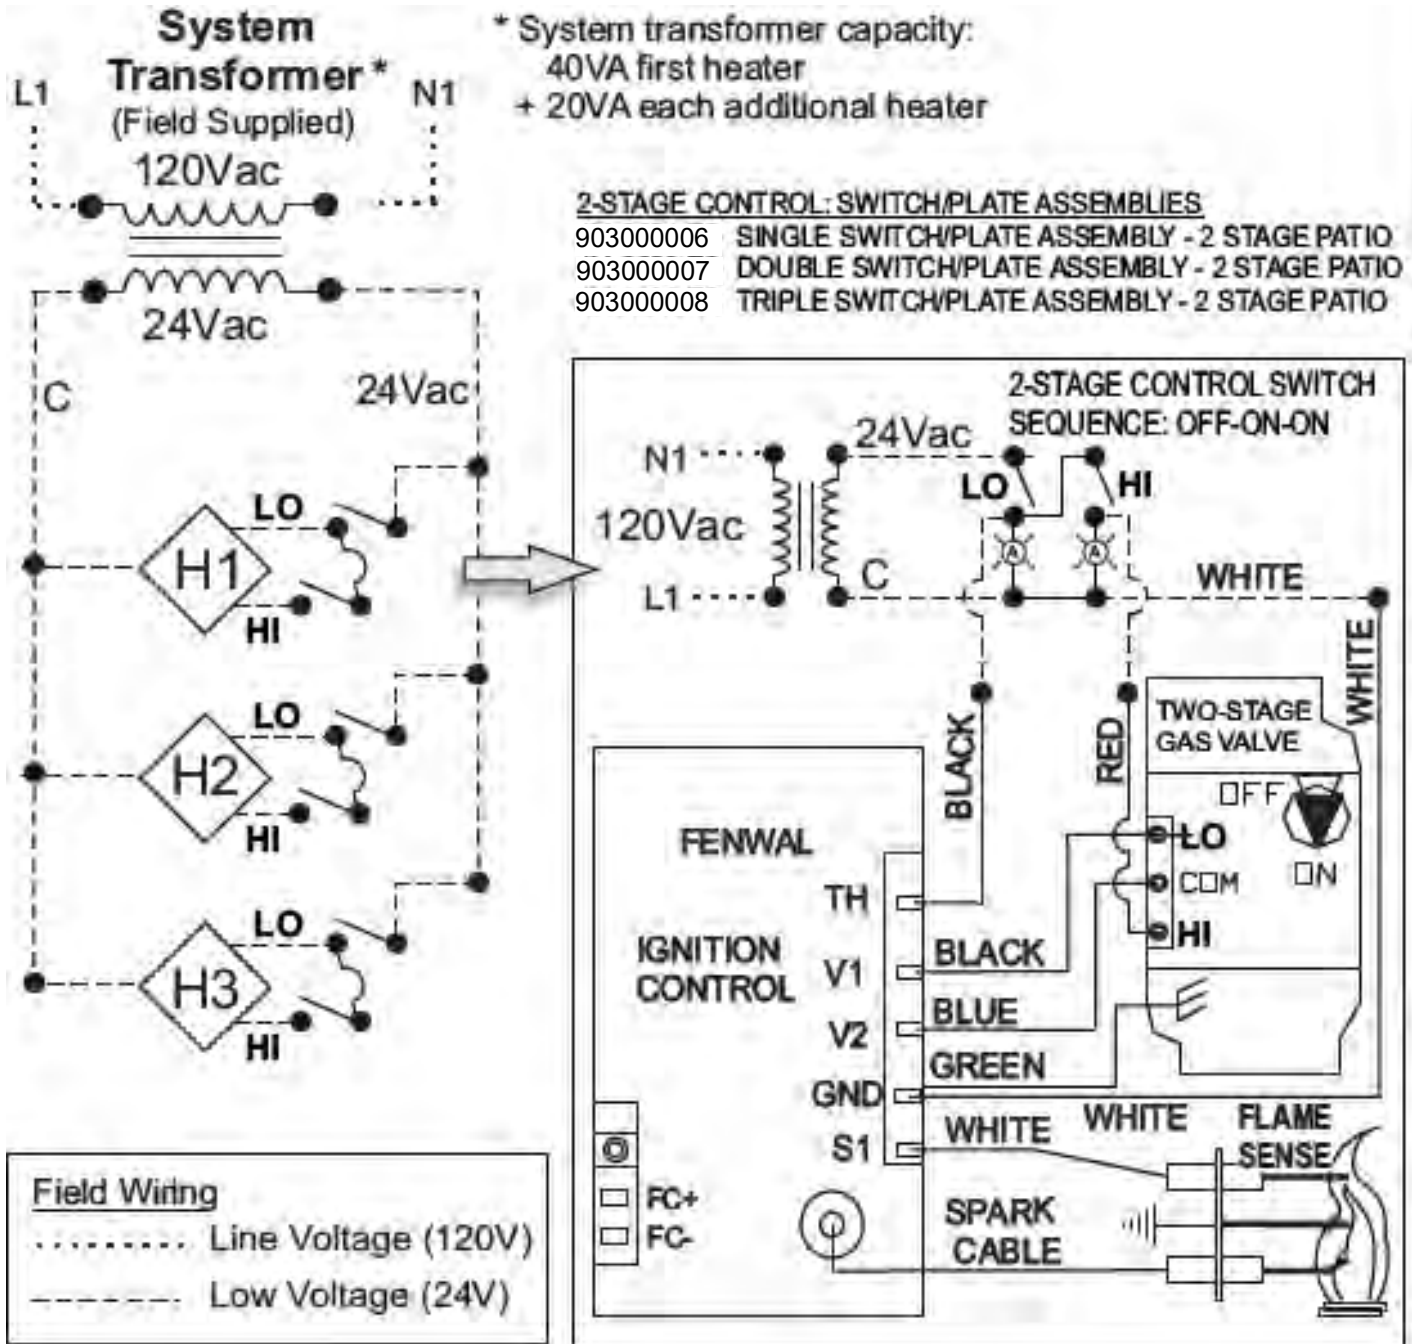 System
Transformer *
(Field Supplied)
L1
N1
120Vac
24Vac
C
24Vac
LO
H1
HI
LO
H2
HI
LO
H3
HI
Field Wiritng
Line Voltage (120V)
Low Voltage (24V)
* System transformer capacity:
40VA first heater
+ 20VA each additional heater
2-STAGE CONTROL: SWITCH/PLATE ASSEMBLIES
903000006 SINGLE SWITCH/PLATE ASSEMBLY - 2 STAGE PATIO
903000007 DOUBLE SWITCH/PLATE ASSEMBLY - 2 STAGE PATIO
903000008 TRIPLE SWITCH/PLATE ASSEMBLY - 2 STAGE PATIO
2-STAGE CONTROL SWITCH
SEQUENCE: OFF-ON-ON
N1
24Vac
LO
HI
120Vac
A
A
L1
C
WHITE
WHITE
BLACK
RED
TWO-STAGE
GAS VALVE
OFF
ON
LO
COM
HI
FENWAL
IGNITION
CONTROL
TH
V1
BLACK
V2
BLUE
GREEN
GND
S1
WHITE
WHITE
FLAME
SENSE
FC+
FC-
SPARK
CABLE